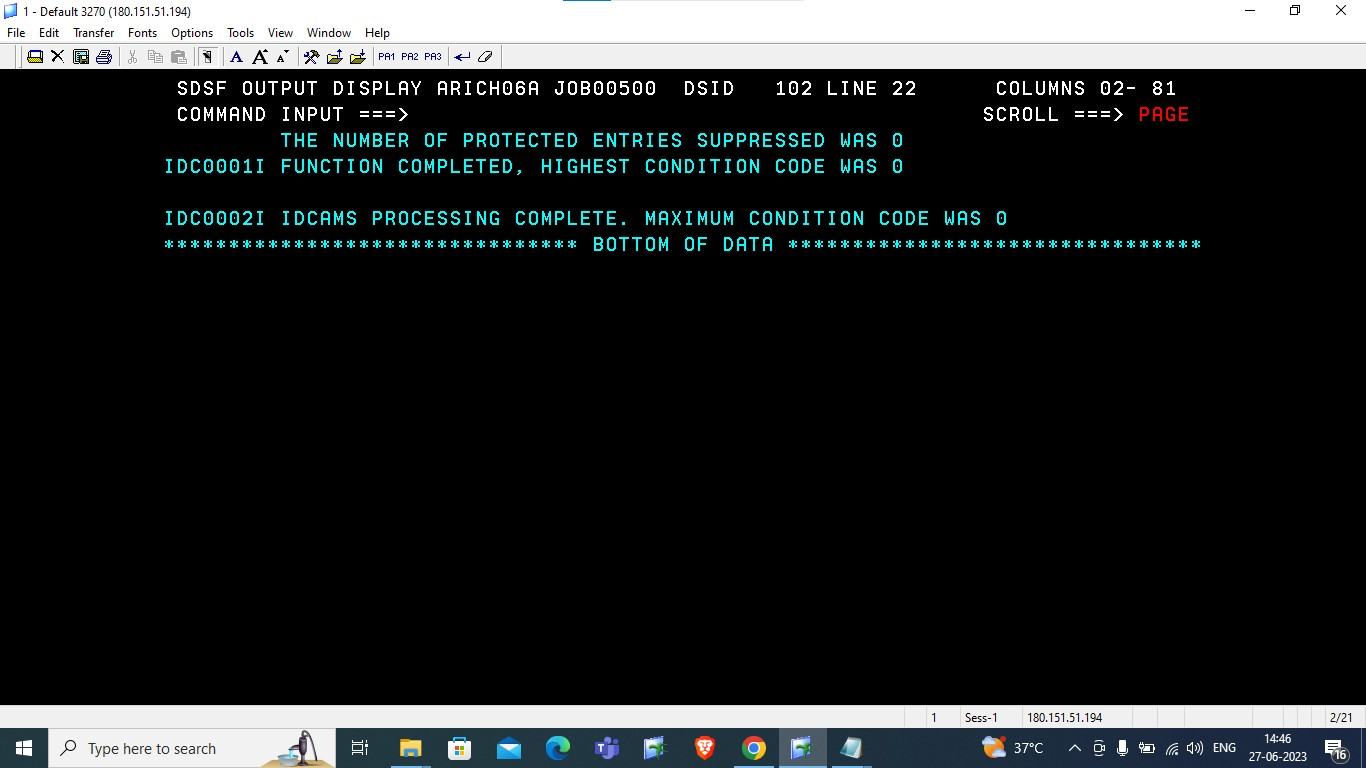 1 - Default 3270 (180.151.51.194)
File Edit Transfer Fonts Options Tools View Window Help
A A A PA1 PA2 PA3
SDSF OUTPUT DISPLAY ARICH06A JOB00500 DSID 102 LINE 22 COLUMNS 02- 81
COMMAND INPUT ===> SCROLL ===> PAGE
THE NUMBER OF PROTECTED ENTRIES SUPPRESSED WAS 0
IDC0001I FUNCTION COMPLETED, HIGHEST CONDITION CODE WAS 0
IDC0002I IDCAMS PROCESSING COMPLETE. MAXIMUM CONDITION CODE WAS 0
******************************** BOTTOM OF DATA ********************************
1 Sess-1 180.151.51.194 2/21
Type here to search 37°C ENG 14:46
27-06-2023 16